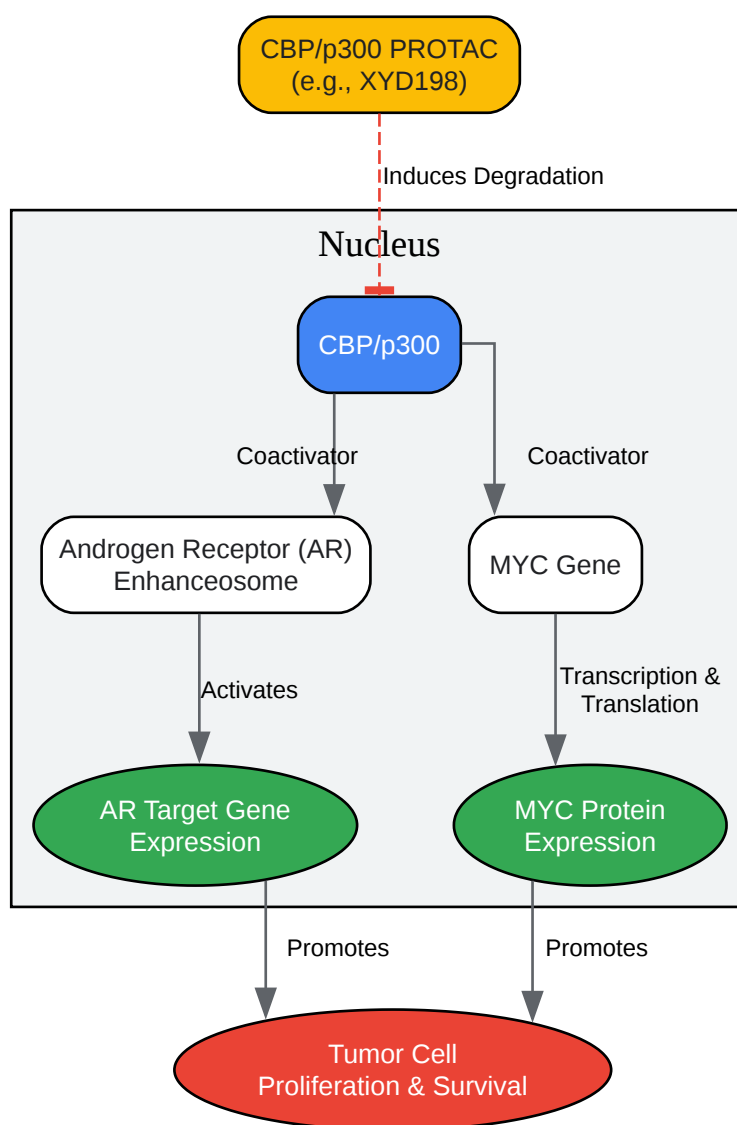 CBP/p300 PROTAC
(e.g., XYD198)
Induces Degradation
Nucleus
CBP/p300
Coactivator
Coactivator
Androgen Receptor (AR)
Enhanceosome
MYC Gene
Activates
Transcription &
Translation
AR Target Gene
Expression
MYC Protein
Expression
Promotes
Promotes
Tumor Cell
Proliferation & Survival